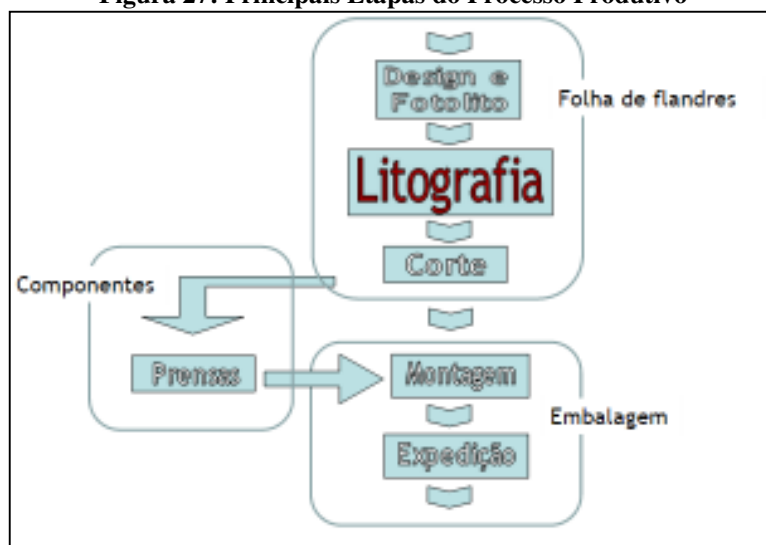 Figura 27. Principais Etapas do Processo Produtivo
Design e
Fotolito
Folha de flandres
Litografia
Corte
Componentes
Prensas
Montagem
Embalagem
Expedição